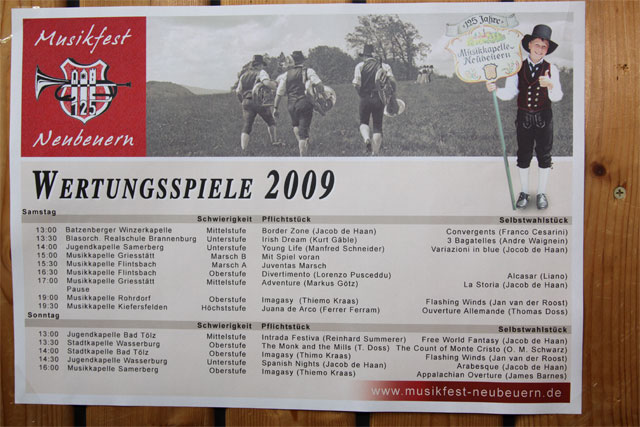 Musikfest
125
Neubeuern
125 Jahre
Musikkapelle
Neubeuern
WERTUNGSSPIELE 2009
Samstag
Schwierigkeit Pflichtstück Selbstwahlstück
13:00 Batzenberger Winzerkapelle Mittelstufe Border Zone (Jacob de Haan) Convergents (Franco Cesarini)
13:30 Blasorch. Realschule Brannenburg Unterstufe Irish Dream (Kurt Gäble) 3 Bagatelles (Andre Waignein)
14:00 Jugendkapelle Samerberg Unterstufe Young Life (Manfred Schneider) Variazioni in blue (Jacob de Haan)
15:00 Musikkapelle Griesstätt Marsch B Mit Spiel voran
15:30 Musikkapelle Flintsbach Marsch A Juventas Marsch
16:30 Musikkapelle Flintsbach Oberstufe Divertimento (Lorenzo Pusceddu) Alcasar (Liano)
17:00 Musikkapelle Griesstätt Mittelstufe Adventure (Markus Götz) La Storia (Jacob de Haan)
Pause
19:00 Musikkapelle Rohrdorf Oberstufe Imagasy (Thiemo Kraas) Flashing Winds (Jan van der Roost)
19:30 Musikkapelle Kiefersfelden Höchststufe Juana de Arco (Ferrer Ferram) Ouverture Allemande (Thomas Doss)
Sonntag
Schwierigkeit Pflichtstück Selbstwahlstück
13:00 Jugendkapelle Bad Tölz Mittelstufe Intrada Festiva (Reinhard Summerer) Free World Fantasy (Jacob de Haan)
13:30 Stadtkapelle Wasserburg Oberstufe The Monk and the Mills (T. Doss) The Count of Monte Cristo (O. M. Schwarz)
14:00 Stadtkapelle Bad Tölz Oberstufe Imagasy (Thimo Kraas) Flashing Winds (Jan van der Roost)
14:30 Jugendkapelle Wasserburg Unterstufe Spanish Nights (Jacob de Haan) Arabesque (Jacob de Haan)
16:00 Musikkapelle Samerberg Oberstufe Imagasy (Thiemo Kraas) Appalachian Overture (James Barnes)
www.musikfest-neubeuern.de